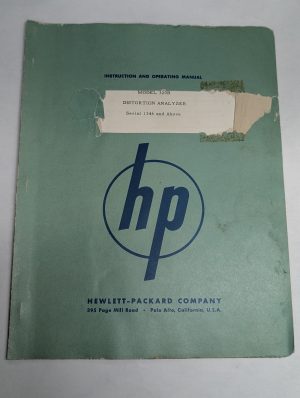 INSTRUCTION AND OPERATING MANUAL
MODEL
DISTORTION ANALYZER
Serial 1346 and Above
hp
HEWLETT-PACKARD COMPANY
395 Page Mill Road • Palo Alto, California, U.S.A.